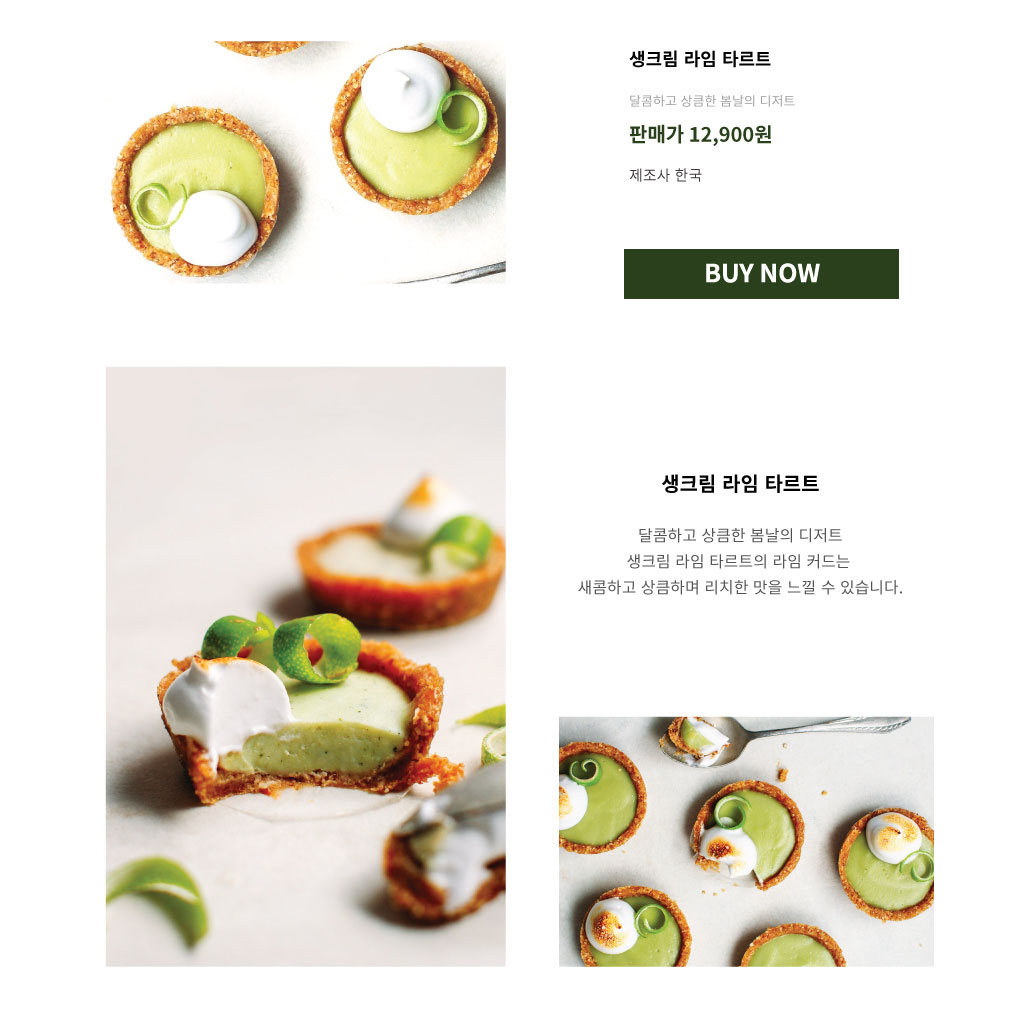 생크림 라임 타르트
달콤하고 상큼한 봄날의 디저트
판매가 12,900원
제조사 한국
BUY NOW
생크림 라임 타르트
달콤하고 상큼한 봄날의 디저트
생크림 라임 타르트의 라임 커드는
새콤하고 상큼하며 리치한 맛을 느낄 수 있습니다.